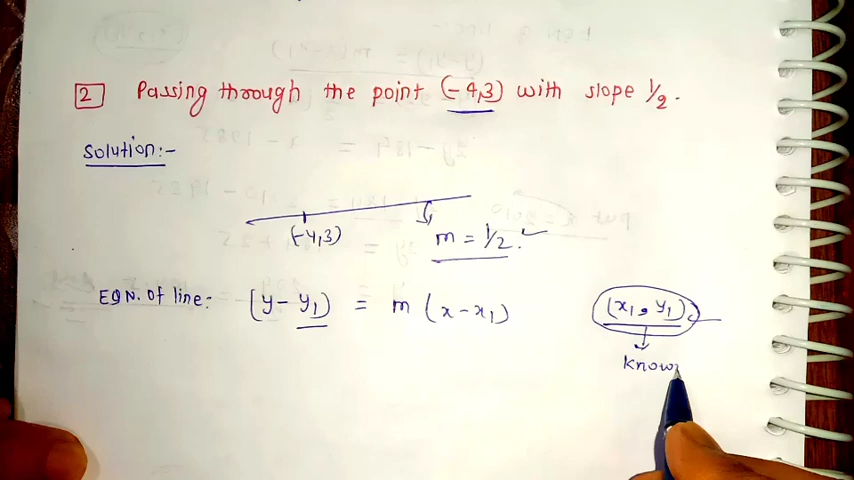 2 Passing through the point (-4,3) with slope 1/2.
Solution:-
(-4,3)
m = 1/2.
EQN. of line: (y - y1) = m (x - x1)
(x1, y1)
Know